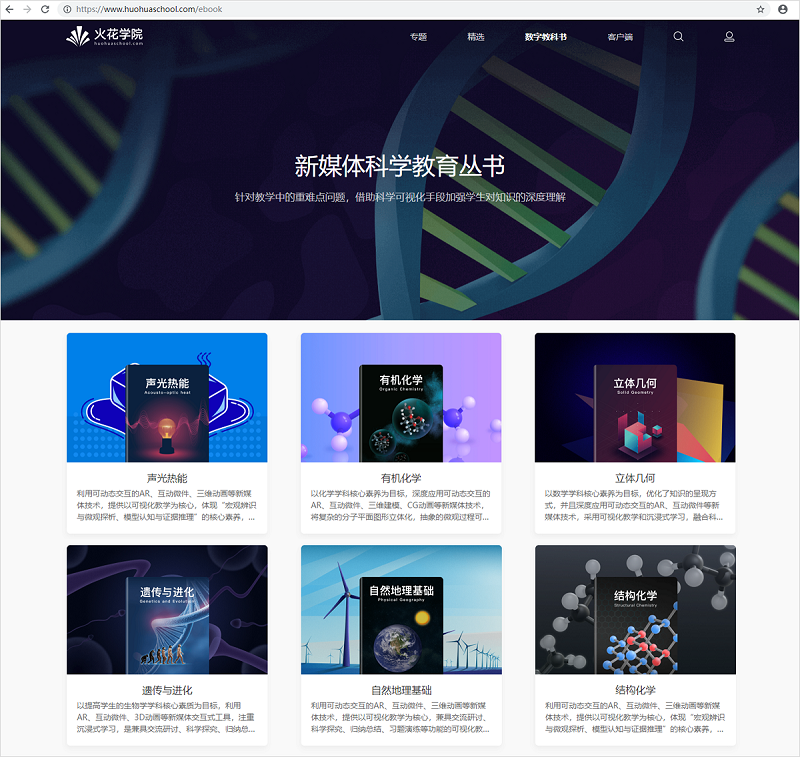 https://www.huohuaschool.com/ebook
火花学院
huohuaschool.com
专题 精选 数字教科书 客户端
新媒体科学教育丛书
针对教学中的重难点问题，借助科学可视化手段加强学生对知识的深度理解
声光热能
Acousto-optic heat
有机化学
Organic Chemistry
立体几何
Solid Geometry
声光热能
利用可动态交互的AR、互动微件、三维动画等新媒
体技术，提供以可视化教学为核心，体现“宏观辨识
与微观探析、模型认知与证据推理”的核心素养，...
有机化学
以化学学科核心素养为目标，深度应用可动态交互的
AR、互动微件、三维建模、CG动画等新媒体技术，
将复杂的分子平面图形立体化，抽象的微观过程可...
立体几何
以数学学科核心素养为目标，优化了知识的呈现方
式，并且深度应用可动态交互的AR、互动微件等新
媒体技术，采用可视化教学和沉浸式学习，融合科...
遗传与进化
Genetics and Evolution
自然地理基础
Physical Geography
结构化学
Structural Chemistry
遗传与进化
以提高学生的生物学学科核心素质为目标，利用
AR、互动微件、3D动画等新媒体交互式工具，注重
沉浸式学习，是兼具交流研讨、科学探究、归纳总...
自然地理基础
利用可动态交互的AR、互动微件、三维动画等新媒
体技术，提供以可视化教学为核心，兼具交流研讨、
科学探究、归纳总结、习题演练等功能的可视化教...
结构化学
利用可动态交互的AR、互动微件、三维动画等新媒
体技术，提供以可视化教学为核心，体现“宏观辨识
与微观探析、模型认知与证据推理”的核心素养，...